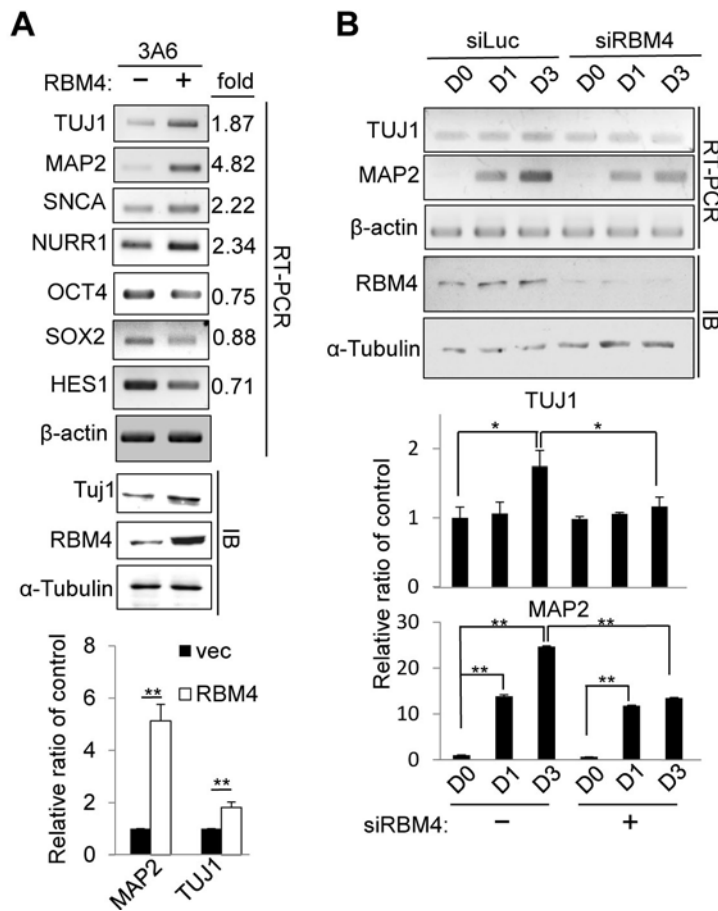 A
3A6
RBM4: − + fold
TUJ1 1.87
MAP2 4.82
SNCA 2.22
NURR1 2.34
OCT4 0.75
SOX2 0.88
HES1 0.71
β-actin
RT-PCR
Tuj1
RBM4
α-Tubulin
IB
Relative ratio of control
8
6
4
2
0
vec
RBM4
**
**
MAP2 TUJ1
B
siLuc siRBM4
D0 D1 D3 D0 D1 D3
TUJ1
MAP2
β-actin
RT-PCR
RBM4
α-Tubulin
IB
Relative ratio of control
TUJ1
2
1
0
* *
MAP2
30
20
10
0
** **
** **
D0 D1 D3 D0 D1 D3
siRBM4: − +